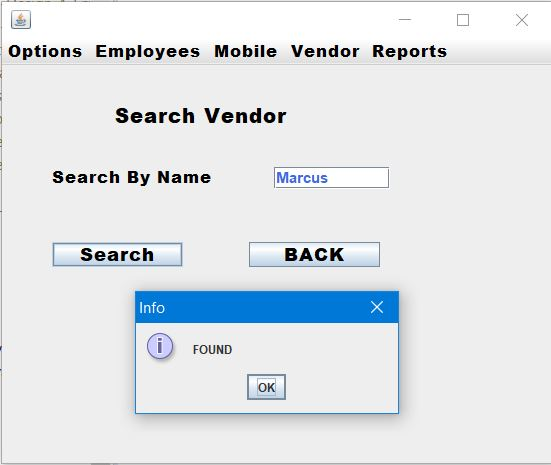 Options Employees Mobile Vendor Reports
Search Vendor
Search By Name Marcus
Search BACK
Info
i FOUND
OK